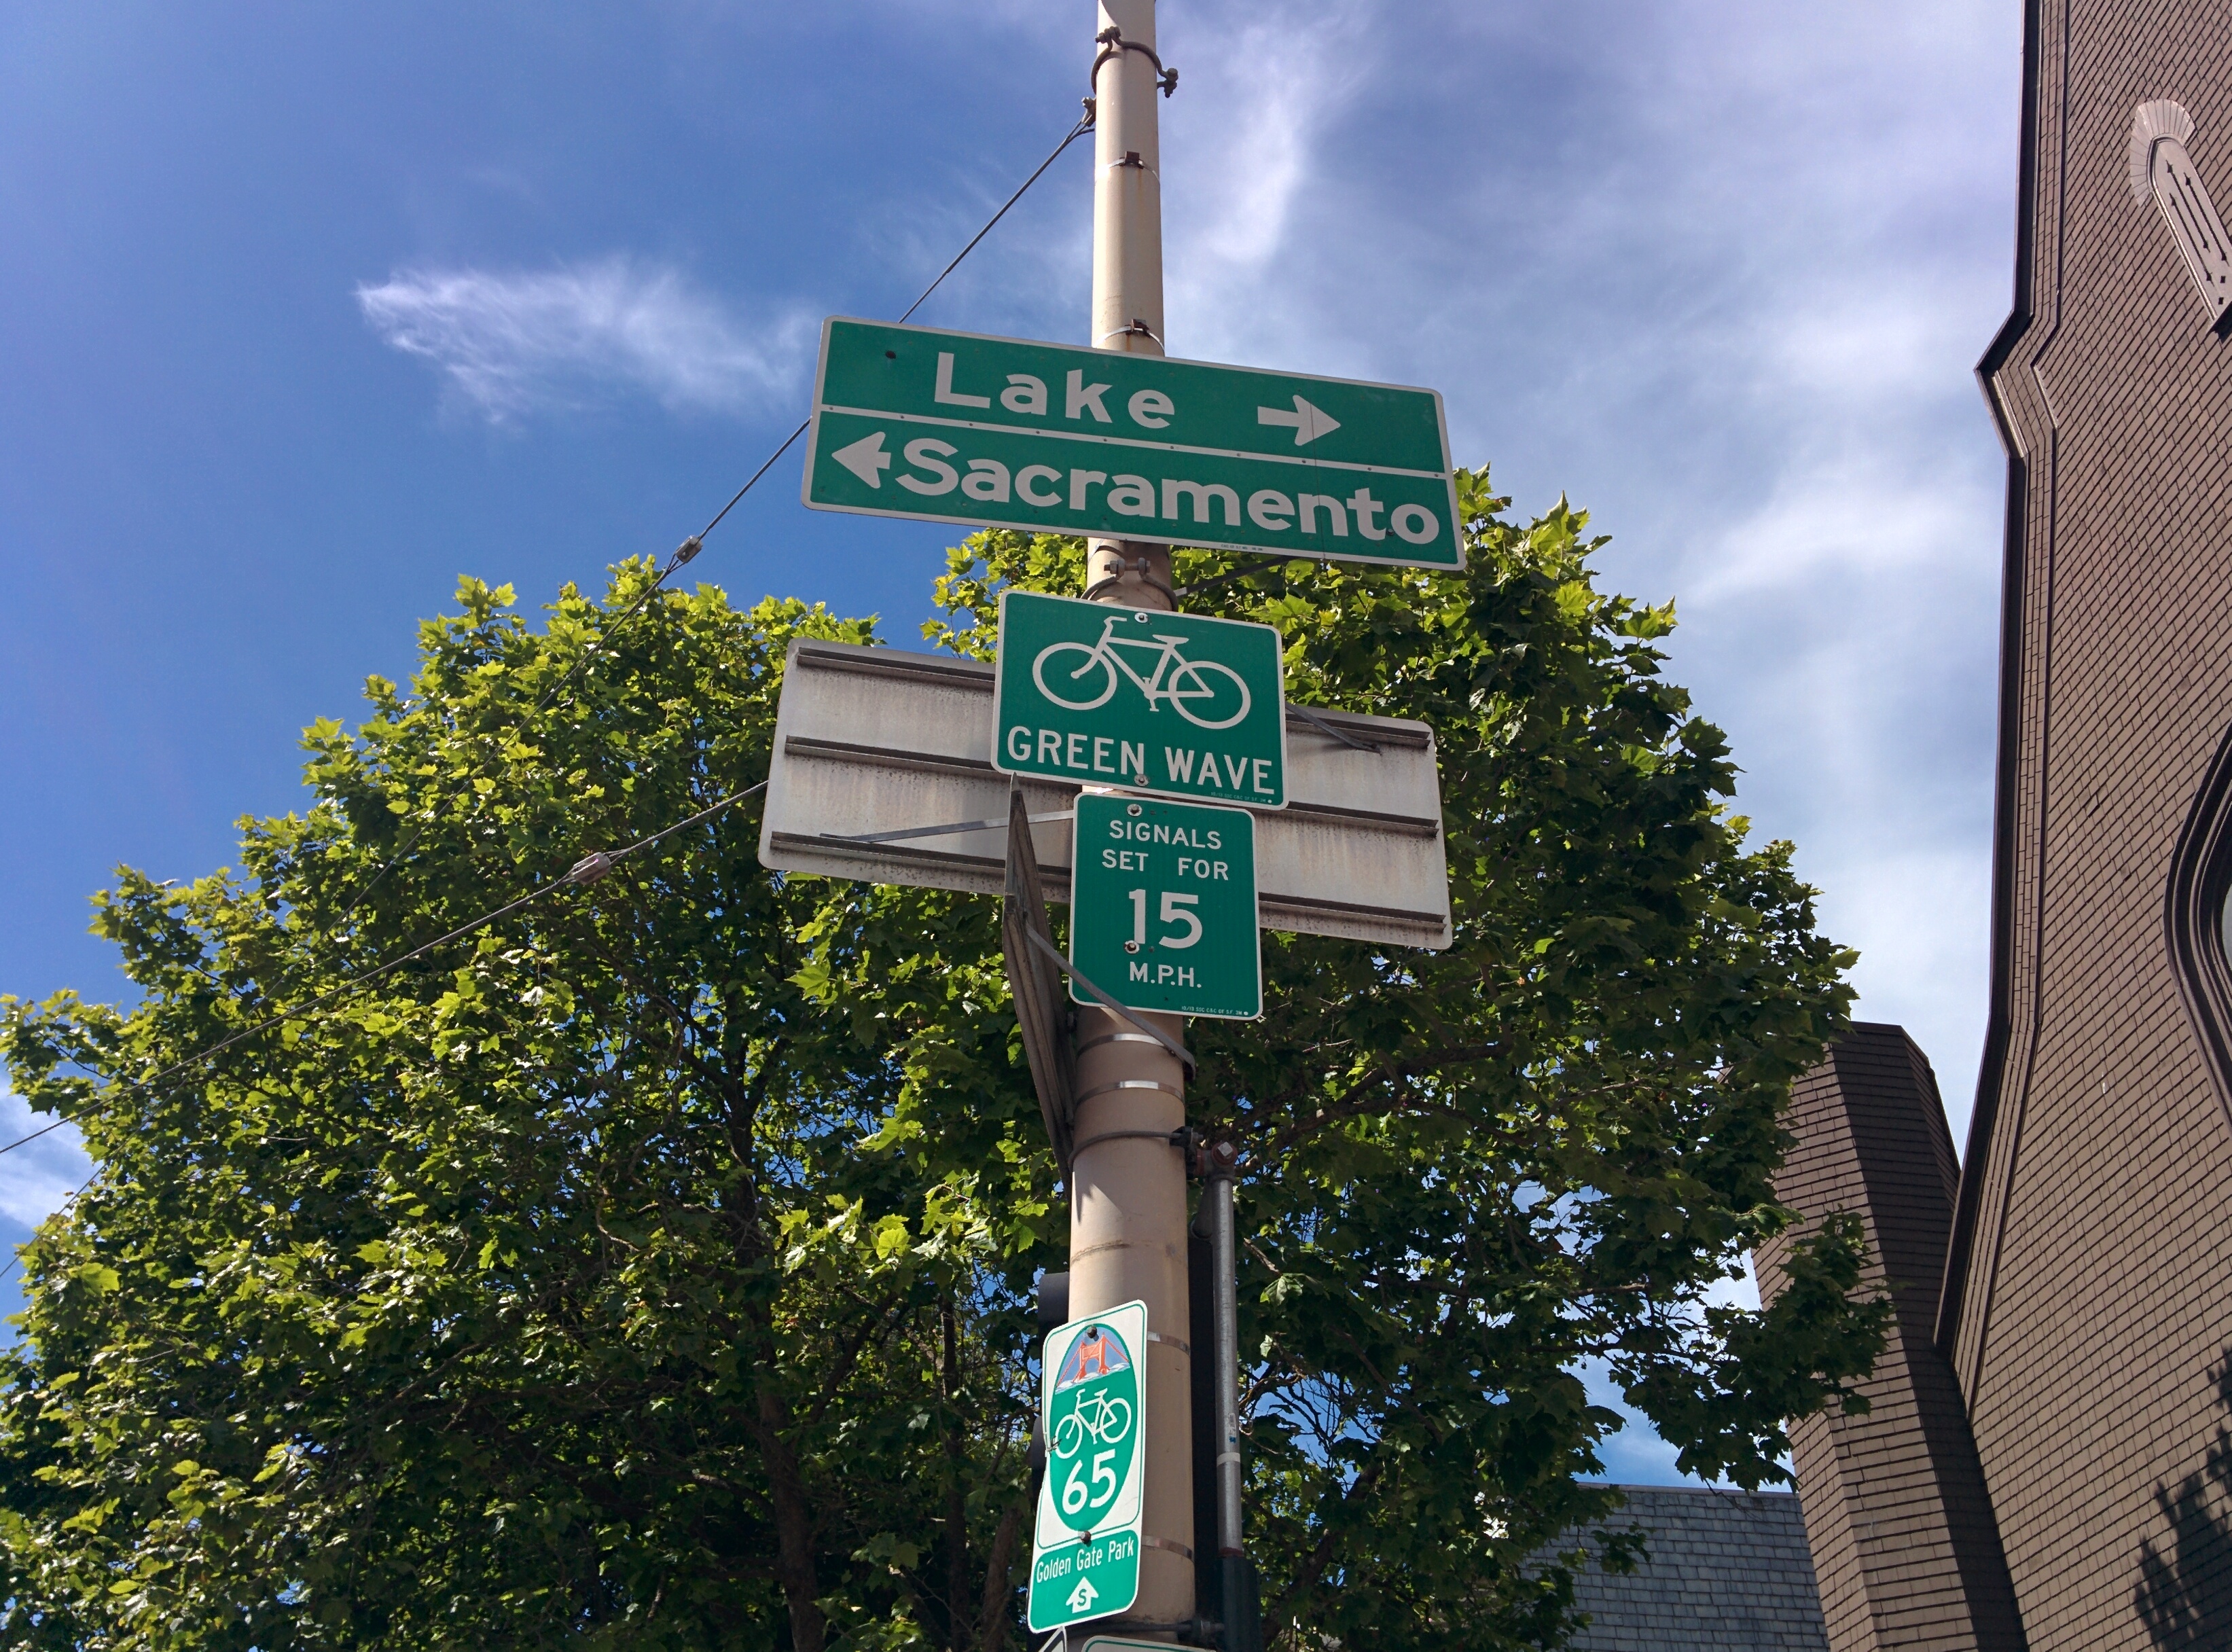 Lake
Sacramento
GREEN WAVE
SIGNALS
SET FOR
15
M.P.H.
65
Golden Gate Park
S